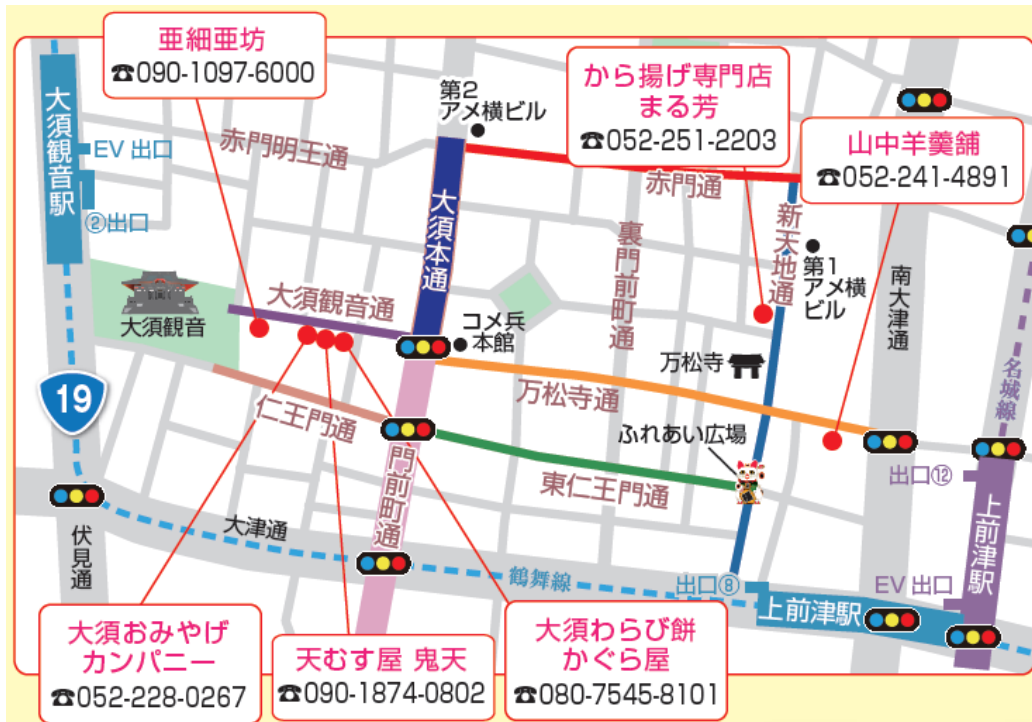 亜細亜坊
☎090-1097-6000
から揚げ専門店
まる芳
☎052-251-2203
山中羊羹舗
☎052-241-4891
第2
アメ横ビル
大須観音駅
EV 出口
②出口
赤門明王通
赤門通
大須本通
裏門前町通
新天地通
第1
アメ横
ビル
南大津通
名城線
大須観音
大須観音通
コメ兵
本館
万松寺
万松寺通
19
仁王門通
ふれあい広場
東仁王門通
門前町通
出口⑫
上前津駅
伏見通
大津通
鶴舞線
出口⑧
EV 出口
上前津駅
大須おみやげ
カンパニー
☎052-228-0267
天むす屋 鬼天
☎090-1874-0802
大須わらび餅
かぐら屋
☎080-7545-8101